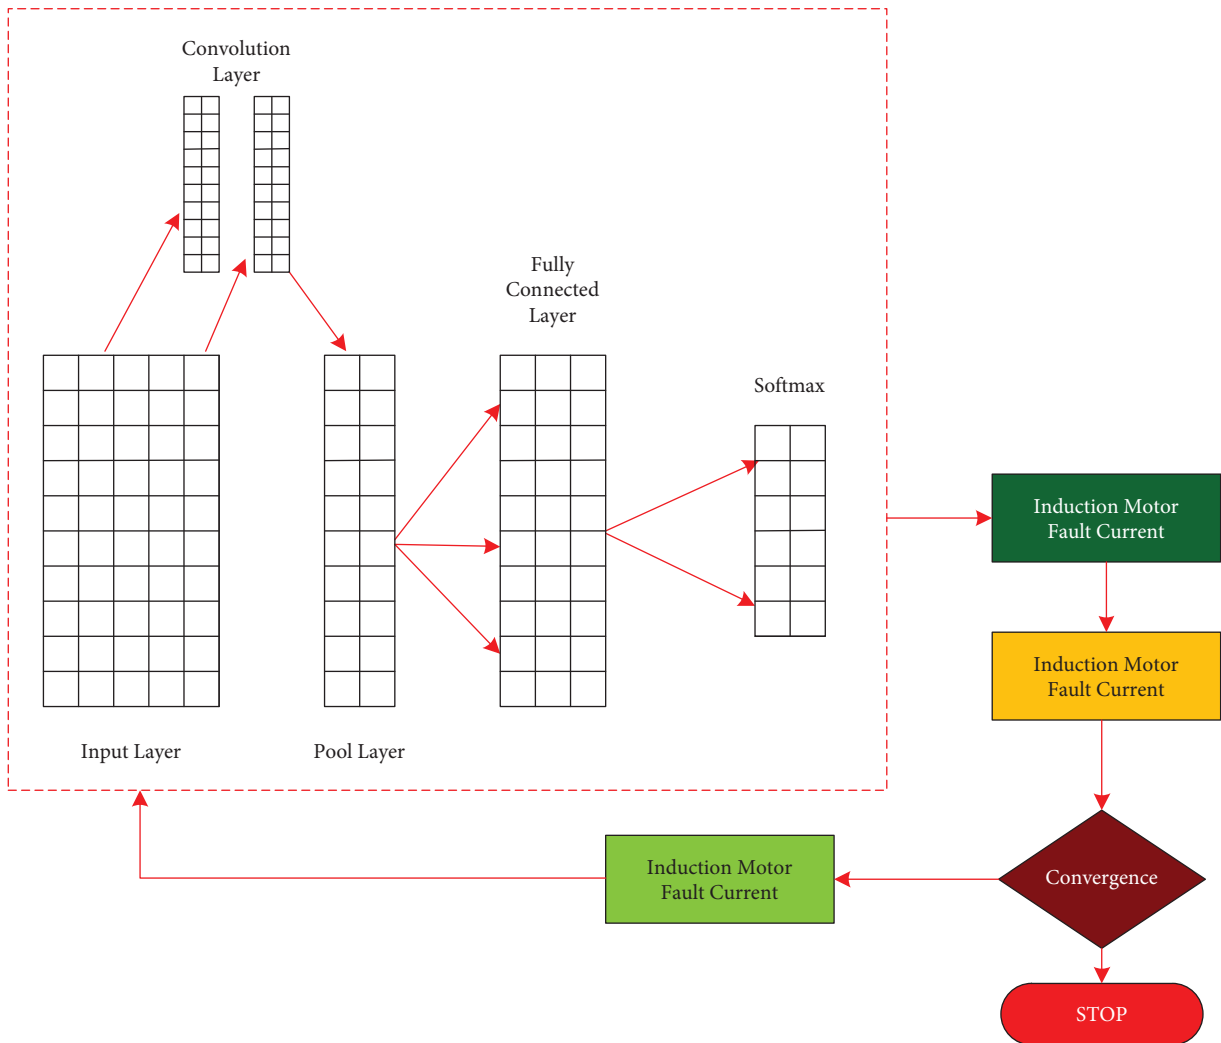 Convolution
Layer
Fully
Connected
Layer
Softmax
Input Layer
Pool Layer
Induction Motor
Fault Current
Induction Motor
Fault Current
Induction Motor
Fault Current
Convergence
STOP